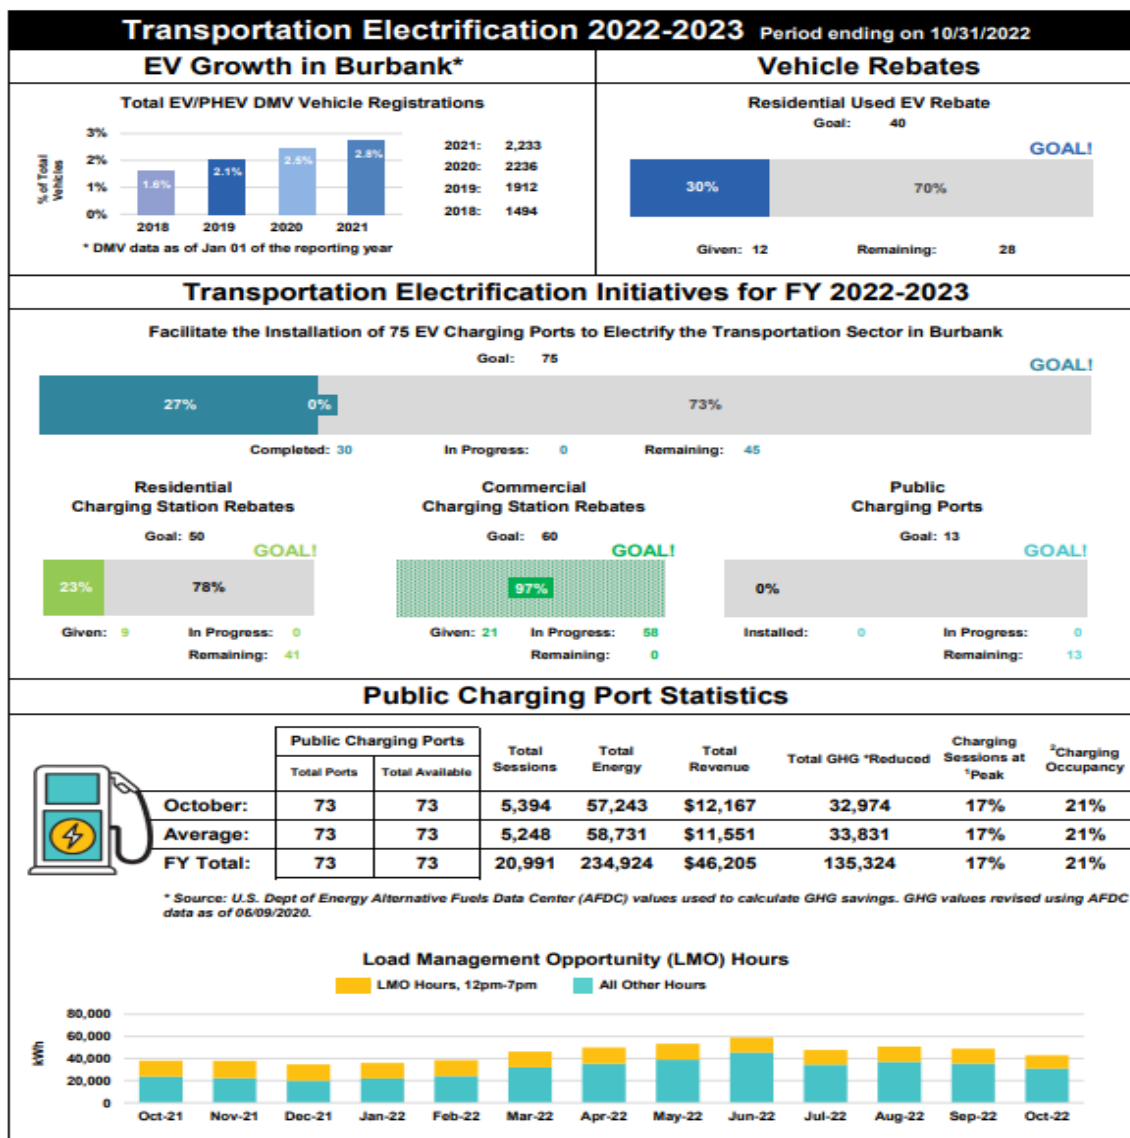 Transportation Electrification 2022-2023 Period ending on 10/31/2022
EV Growth in Burbank*
Total EV/PHEV DMV Vehicle Registrations
% of Total Vehicles
3%
2%
1%
0%
1.6%
2.1%
2.5%
2.8%
2018 2019 2020 2021
2021: 2,233
2020: 2236
2019: 1912
2018: 1494
* DMV data as of Jan 01 of the reporting year
Vehicle Rebates
Residential Used EV Rebate
Goal: 40
GOAL!
30% 70%
Given: 12 Remaining: 28
Transportation Electrification Initiatives for FY 2022-2023
Facilitate the Installation of 75 EV Charging Ports to Electrify the Transportation Sector in Burbank
Goal: 75
GOAL!
27% 0% 73%
Completed: 30 In Progress: 0 Remaining: 45
Residential
Charging Station Rebates
Goal: 50
GOAL!
23% 78%
Given: 9 In Progress: 0
Remaining: 41
Commercial
Charging Station Rebates
Goal: 60
GOAL!
97%
Given: 21 In Progress: 58
Remaining: 0
Public
Charging Ports
Goal: 13
GOAL!
0%
Installed: 0 In Progress: 0
Remaining: 13
Public Charging Port Statistics
Public Charging Ports
Total Ports Total Available
Total
Sessions
Total
Energy
Total
Revenue
Total GHG *Reduced
Charging
Sessions at
¹Peak
²Charging
Occupancy
October: 73 73 5,394 57,243 $12,167 32,974 17% 21%
Average: 73 73 5,248 58,731 $11,551 33,831 17% 21%
FY Total: 73 73 20,991 234,924 $46,205 135,324 17% 21%
* Source: U.S. Dept of Energy Alternative Fuels Data Center (AFDC) values used to calculate GHG savings. GHG values revised using AFDC
data as of 06/09/2020.
Load Management Opportunity (LMO) Hours
LMO Hours, 12pm-7pm All Other Hours
kWh
80,000
60,000
40,000
20,000
0
Oct-21 Nov-21 Dec-21 Jan-22 Feb-22 Mar-22 Apr-22 May-22 Jun-22 Jul-22 Aug-22 Sep-22 Oct-22